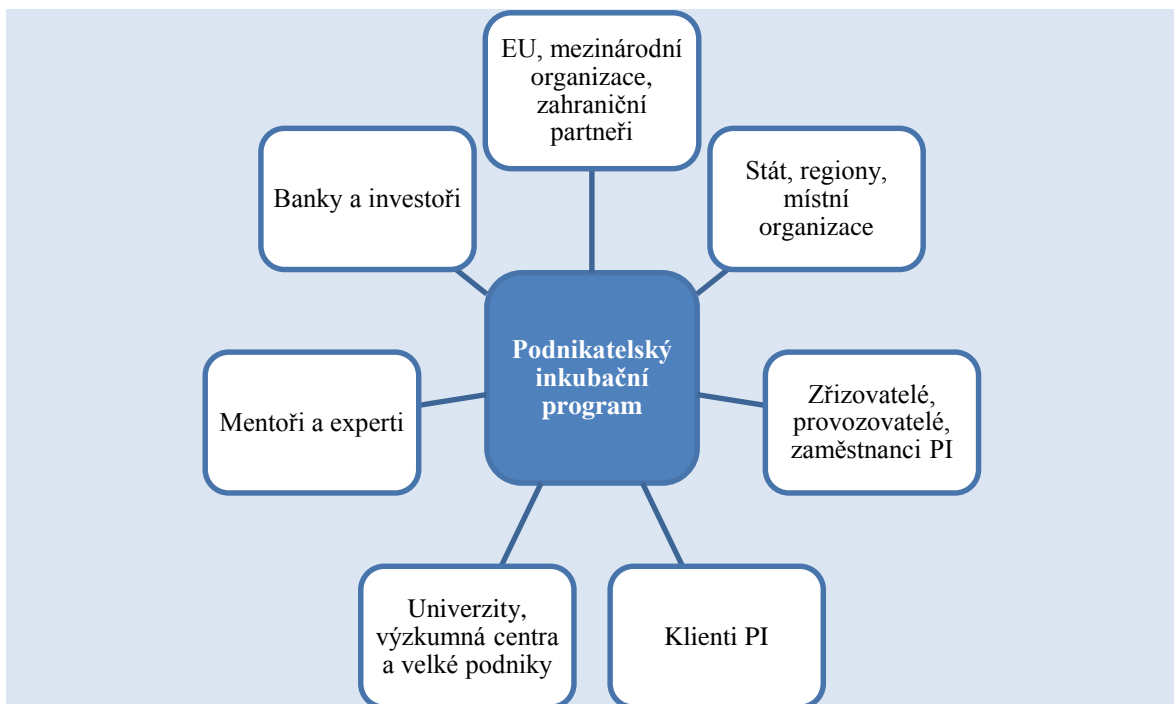 EU, mezinárodní
organizace,
zahraniční
partneři
Banky a investoři
Stát, regiony,
místní
organizace
Podnikatelský
inkubační
program
Mentoři a experti
Zřizovatelé,
provozovatelé,
zaměstnanci PI
Univerzity,
výzkumná centra
a velké podniky
Klienti PI